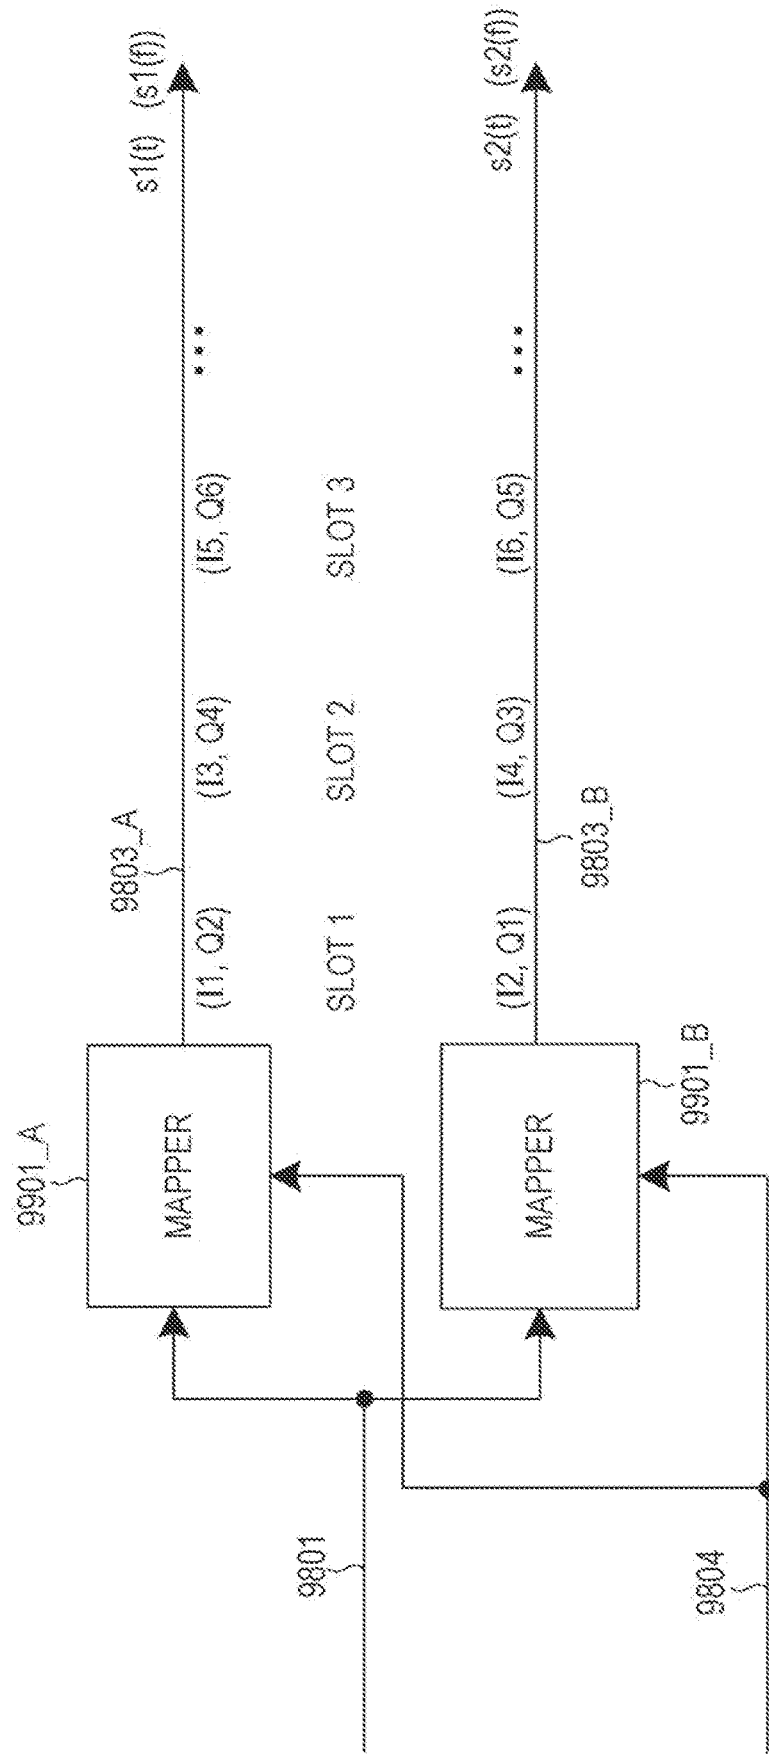 9901_A
MAPPER
9803_A
(I1, Q2)
(I3, Q4)
(I5, Q6)
...
s1(t) (s1(f))
SLOT 1
SLOT 2
SLOT 3
9801
9804
MAPPER
9901_B
(I2, Q1)
(I4, Q3)
(I6, Q5)
...
9803_B
s2(t) (s2(f))